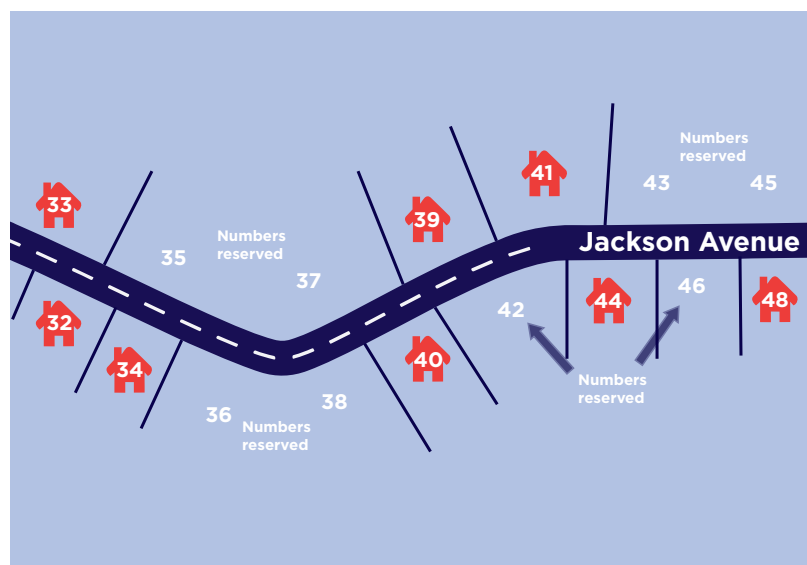 Numbers
reserved
43
45
41
33
39
Jackson Avenue
35
Numbers
reserved
37
32
42
44
46
48
34
40
36
38
Numbers
reserved
Numbers
reserved